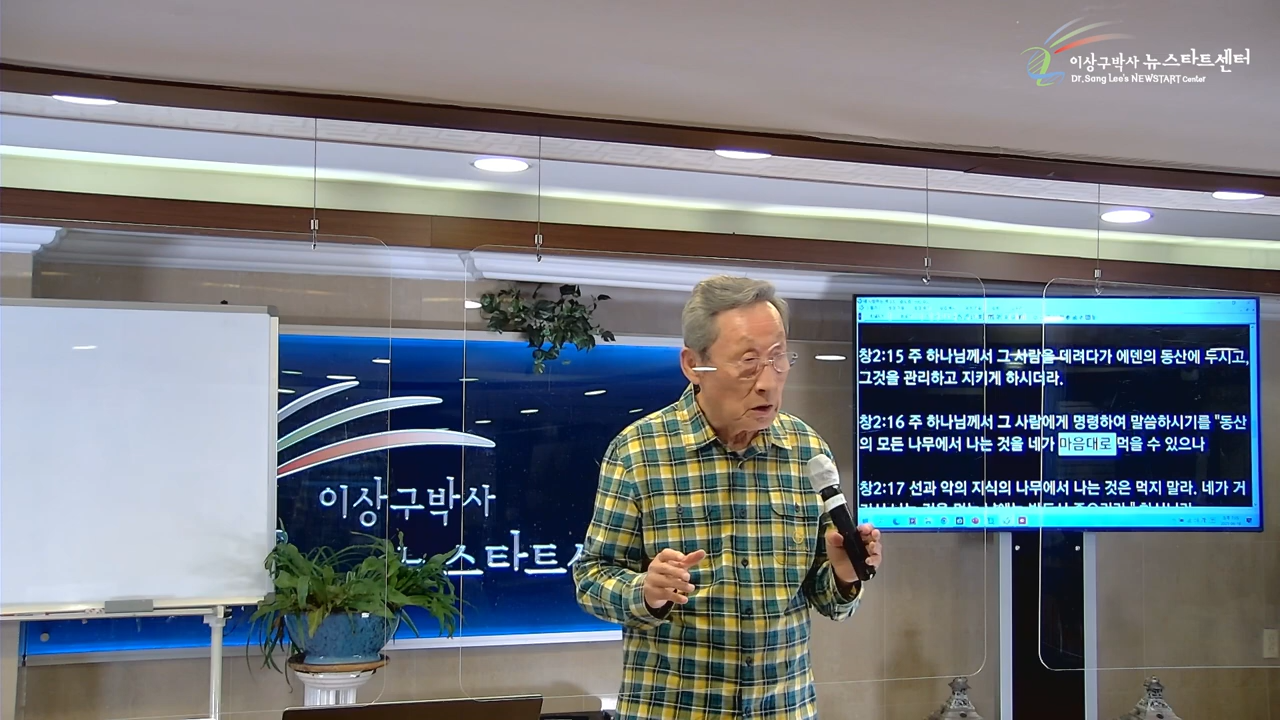 이상구박사 뉴스타트센터
Dr. Sang Lee's NEWSTART Center
이상구박사
뉴스타트
창2:15 주 하나님께서 그 사람을 데려다가 에덴의 동산에 두시고,
그것을 관리하고 지키게 하시더라.
창2:16 주 하나님께서 그 사람에게 명령하여 말씀하시기를 "동산
의 모든 나무에서 나는 것을 네가 마음대로 먹을 수 있으나
창2:17 선과 악의 지식의 나무에서 나는 것은 먹지 말라. 네가 거